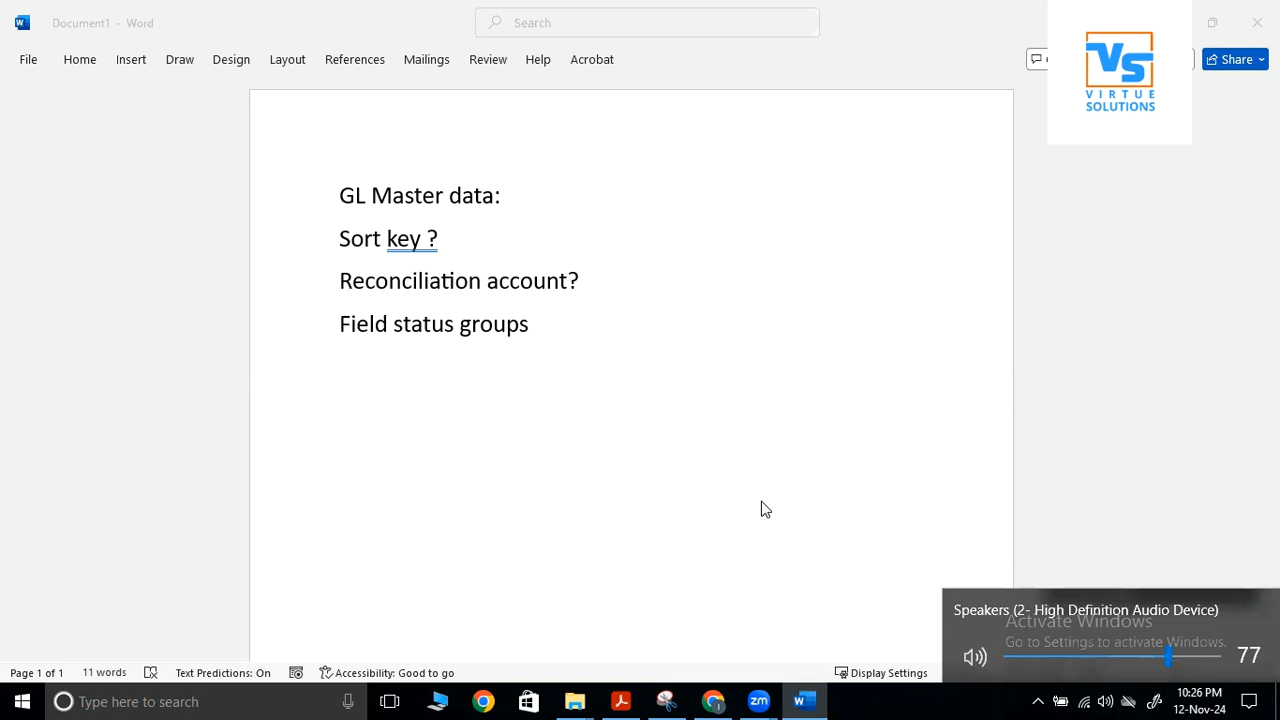 Document1 - Word
Search
File Home Insert Draw Design Layout References Mailings Review Help Acrobat
Share
VS
VIRTUE
SOLUTIONS
GL Master data:
Sort key ?
Reconciliation account?
Field status groups
Speakers (2- High Definition Audio Device)
Activate Windows
Go to Settings to activate Windows.
77
Page 1 of 1 11 words Text Predictions: On Accessibility: Good to go Display Settings
Type here to search
zm
10:26 PM
12-Nov-24